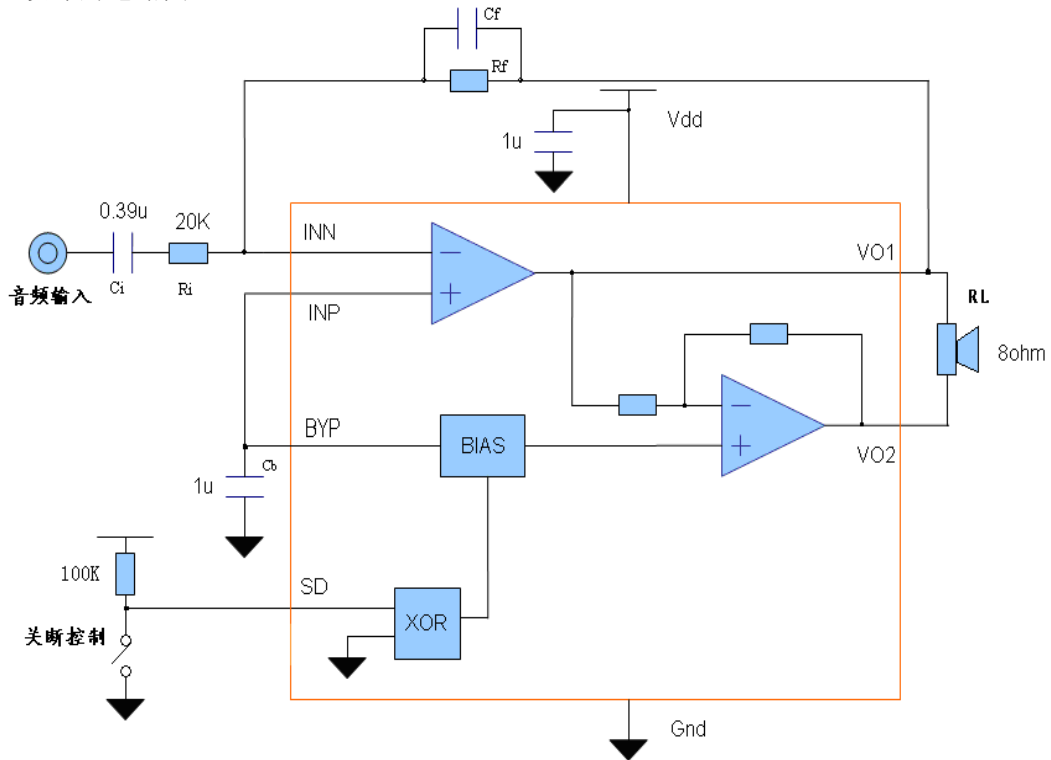 Cf
Rf
Vdd
1u
0.39u
20K
INN
VO1
音频输入
Ci
Ri
INP
RL
8ohm
BYP
BIAS
VO2
Cb
1u
100K
SD
XOR
关断控制
Gnd